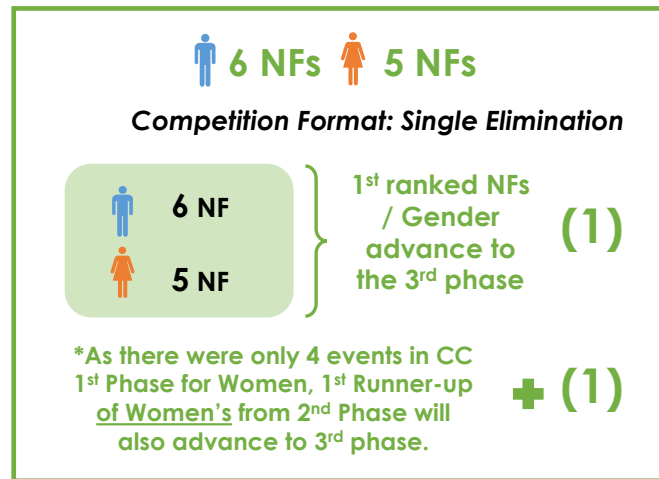 6 NFs 5 NFs
Competition Format: Single Elimination
6 NF
5 NF
1st ranked NFs
/ Gender
advance to
the 3rd phase
(1)
*As there were only 4 events in CC
1st Phase for Women, 1st Runner-up
of Women's from 2nd Phase will
also advance to 3rd phase.
+ (1)